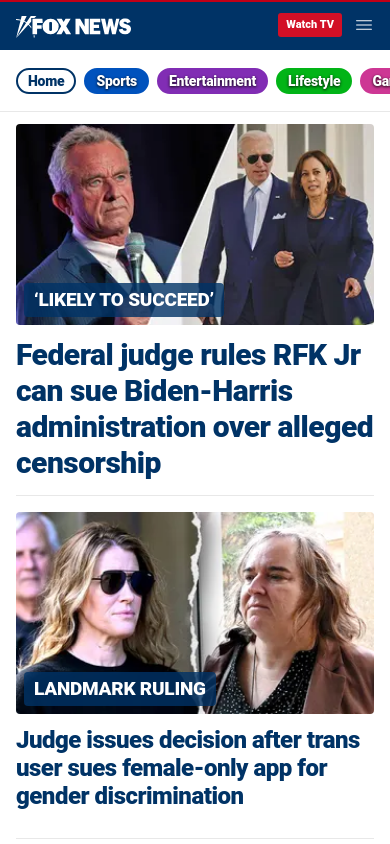 FOX NEWS
Watch TV
Home
Sports
Entertainment
Lifestyle
‘LIKELY TO SUCCEED’
Federal judge rules RFK Jr
can sue Biden-Harris
administration over alleged
censorship
LANDMARK RULING
Judge issues decision after trans
user sues female-only app for
gender discrimination